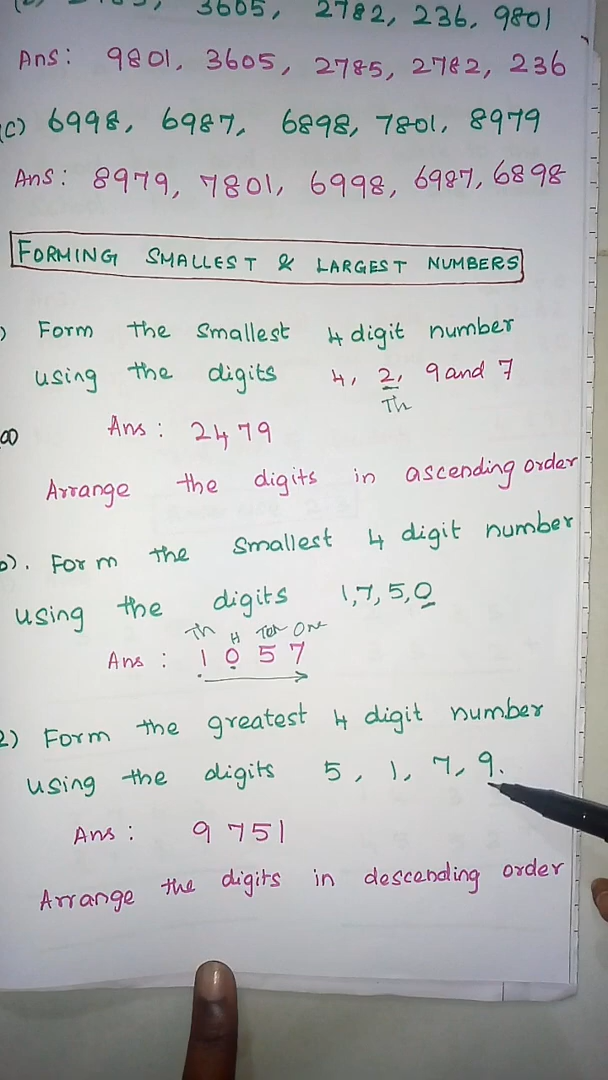 3605, 2782, 236, 9801
Ans: 9801, 3605, 2785, 2782, 236
(C) 6998, 6987, 6898, 7801, 8979
Ans: 8979, 7801, 6998, 6987, 6898
FORMING SMALLEST & LARGEST NUMBERS
) Form the smallest 4 digit number
using the digits 4, 2, 9 and 7
Th
a) Ans: 2479
Arrange the digits in ascending order
b). Form the smallest 4 digit number
using the digits 1,7,5,0
Th H Ten One
Ans: 1057
2) Form the greatest 4 digit number
using the digits 5, 1, 7, 9.
Ans: 9751
Arrange the digits in descending order